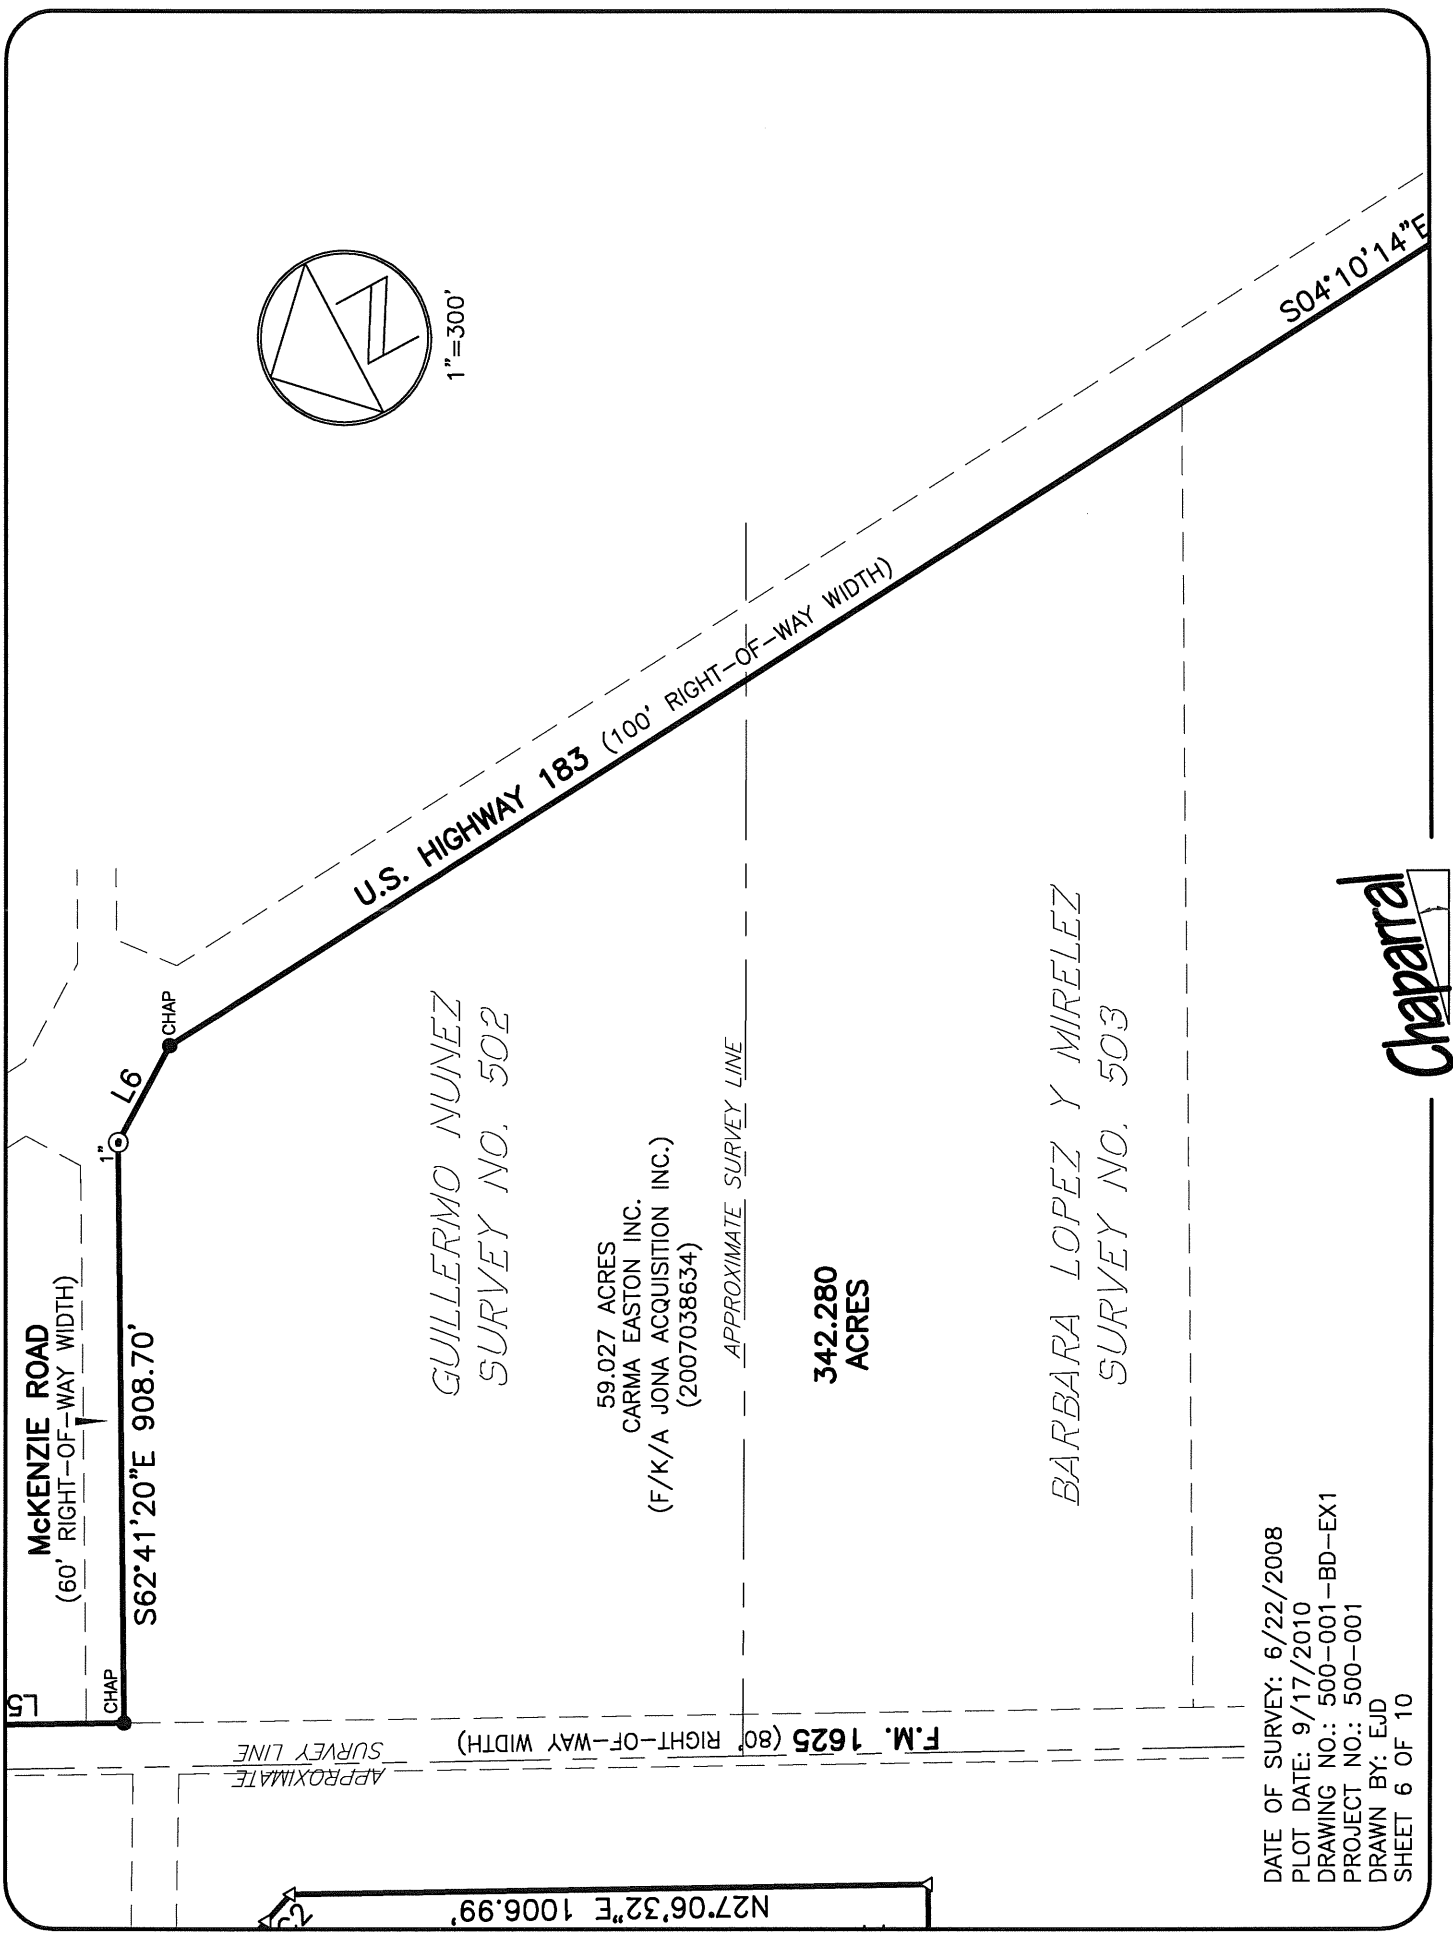 L5
McKENZIE ROAD
(60' RIGHT-OF-WAY WIDTH)
CHAP
S62°41'20"E 908.70'
1"
L6
CHAP
1"=300'
N
U.S. HIGHWAY 183 (100' RIGHT-OF-WAY WIDTH)
S04°10'14"E
GUILLERMO NUNEZ
SURVEY NO. 502
59.027 ACRES
CARMA EASTON INC.
(F/K/A JONA ACQUISITION INC.)
(2007038634)
APPROXIMATE SURVEY LINE
342.280
ACRES
BARBARA LOPEZ Y MIRELEZ
SURVEY NO. 503
F.M. 1625 (80' RIGHT-OF-WAY WIDTH)
APPROXIMATE
SURVEY LINE
C2
N27°06'32"E 1006.99'
DATE OF SURVEY: 6/22/2008
PLOT DATE: 9/17/2010
DRAWING NO.: 500-001-BD-EX1
PROJECT NO.: 500-001
DRAWN BY: EJD
SHEET 6 OF 10
Chaparral